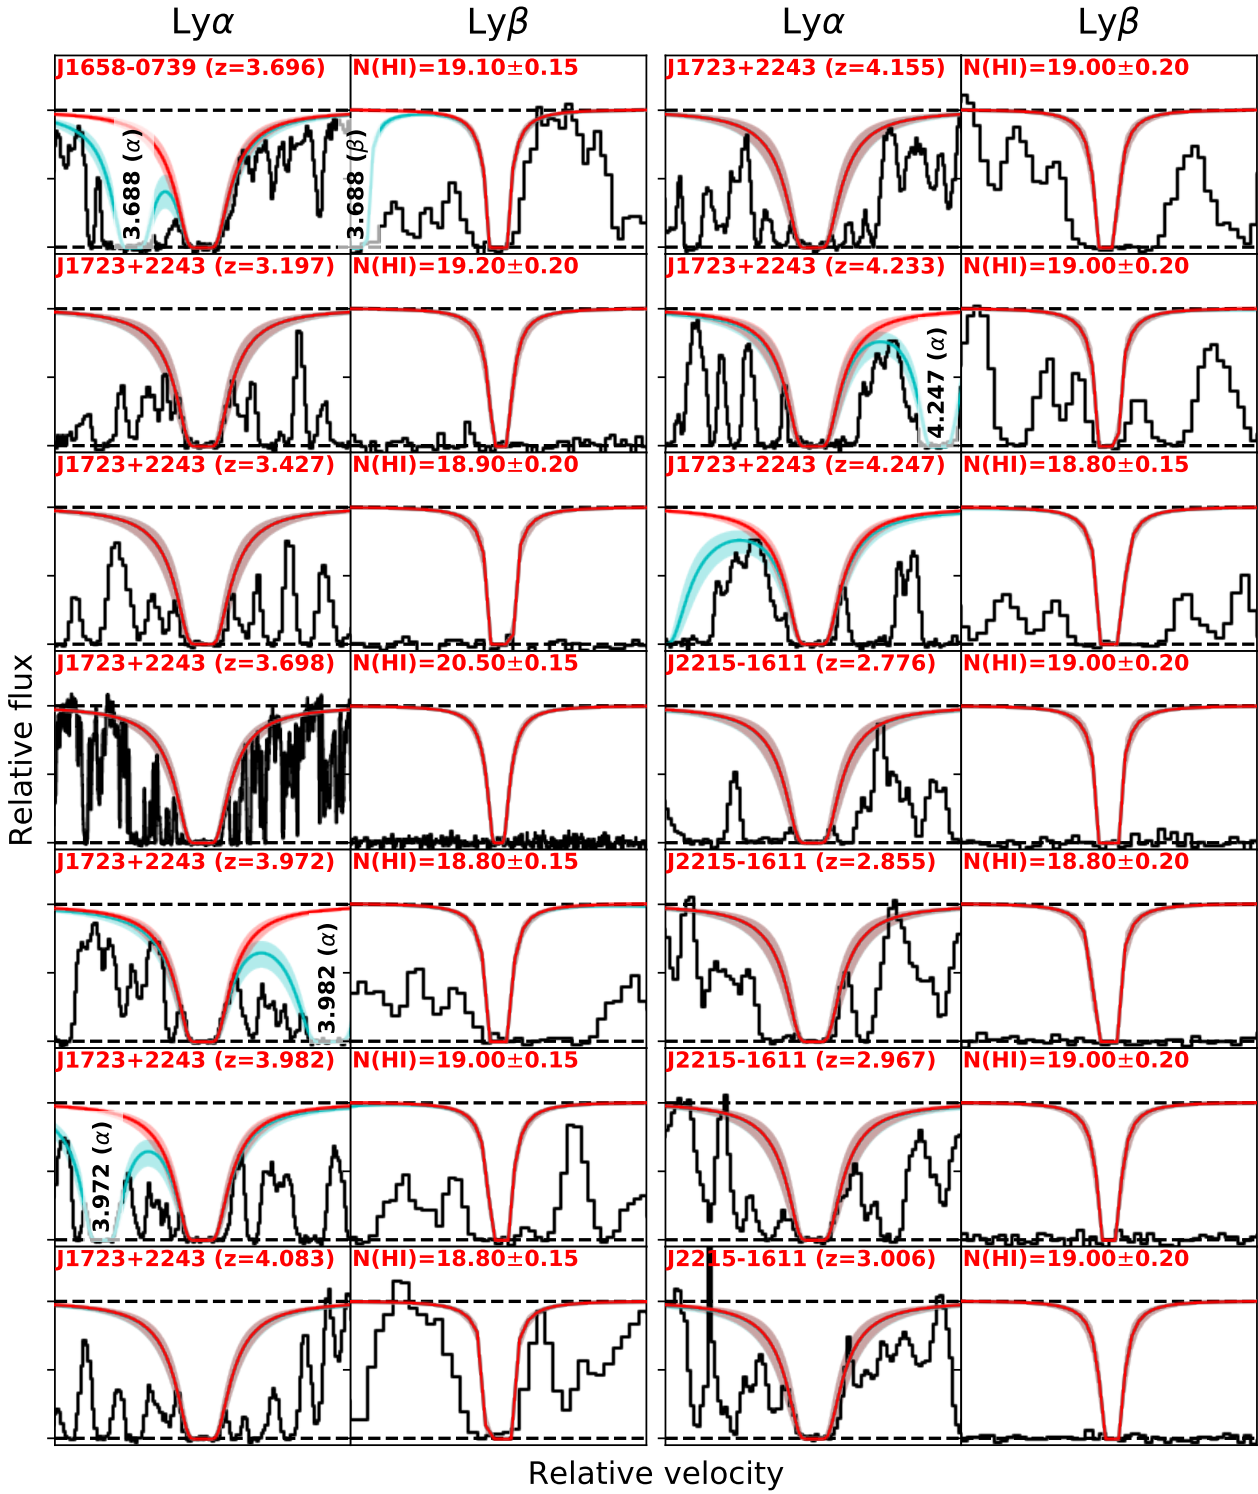 Lyα Lyβ Lyα Lyβ
J1658-0739 (z=3.696) N(HI)=19.10±0.15 J1723+2243 (z=4.155) N(HI)=19.00±0.20
3.688 (α) 3.688 (β)
J1723+2243 (z=3.197) N(HI)=19.20±0.20 J1723+2243 (z=4.233) N(HI)=19.00±0.20
4.247 (α)
J1723+2243 (z=3.427) N(HI)=18.90±0.20 J1723+2243 (z=4.247) N(HI)=18.80±0.15
J1723+2243 (z=3.698) N(HI)=20.50±0.15 J2215-1611 (z=2.776) N(HI)=19.00±0.20
Relative flux
J1723+2243 (z=3.972) N(HI)=18.80±0.15 J2215-1611 (z=2.855) N(HI)=18.80±0.20
3.982 (α)
J1723+2243 (z=3.982) N(HI)=19.00±0.15 J2215-1611 (z=2.967) N(HI)=19.00±0.20
3.972 (α)
J1723+2243 (z=4.083) N(HI)=18.80±0.15 J2215-1611 (z=3.006) N(HI)=19.00±0.20
Relative velocity